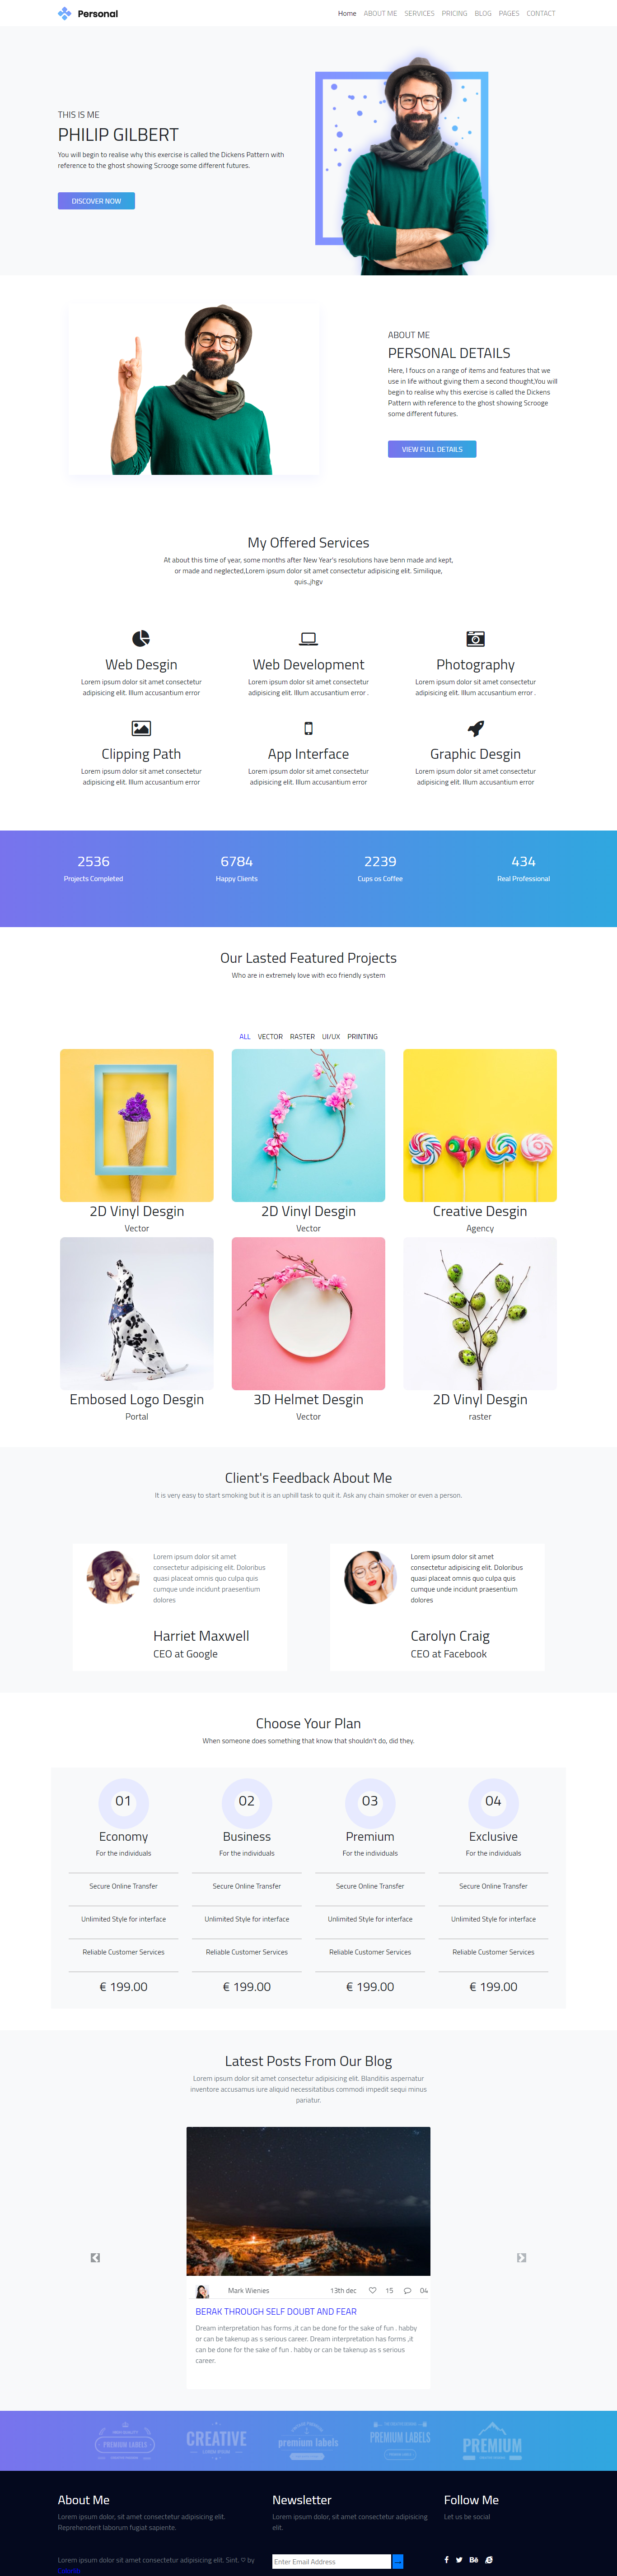 Personal
Home ABOUT ME SERVICES PRICING BLOG PAGES CONTACT
THIS IS ME
PHILIP GILBERT
You will begin to realise why this exercise is called the Dickens Pattern with
reference to the ghost showing Scrooge some different futures.
DISCOVER NOW
ABOUT ME
PERSONAL DETAILS
Here, I foucs on a range of items and features that we
use in life without giving them a second thought,You will
begin to realise why this exercise is called the Dickens
Pattern with reference to the ghost showing Scrooge
some different futures.
VIEW FULL DETAILS
My Offered Services
At about this time of year, some months after New Year's resolutions have benn made and kept,
or made and neglected,Lorem ipsum dolor sit amet consectetur adipisicing elit. Similique,
quis.,jhgv
Web Desgin
Lorem ipsum dolor sit amet consectetur
adipisicing elit. Illum accusantium error
Web Development
Lorem ipsum dolor sit amet consectetur
adipisicing elit. Illum accusantium error .
Photography
Lorem ipsum dolor sit amet consectetur
adipisicing elit. Illum accusantium error .
Clipping Path
Lorem ipsum dolor sit amet consectetur
adipisicing elit. Illum accusantium error
App Interface
Lorem ipsum dolor sit amet consectetur
adipisicing elit. Illum accusantium error
Graphic Desgin
Lorem ipsum dolor sit amet consectetur
adipisicing elit. Illum accusantium error
2536
Projects Completed
6784
Happy Clients
2239
Cups os Coffee
434
Real Professional
Our Lasted Featured Projects
Who are in extremely love with eco friendly system
ALL VECTOR RASTER UI/UX PRINTING
2D Vinyl Desgin
Vector
2D Vinyl Desgin
Vector
Creative Desgin
Agency
Embosed Logo Desgin
Portal
3D Helmet Desgin
Vector
2D Vinyl Desgin
raster
Client's Feedback About Me
It is very easy to start smoking but it is an uphill task to quit it. Ask any chain smoker or even a person.
Lorem ipsum dolor sit amet
consectetur adipisicing elit. Doloribus
quasi placeat omnis quo culpa quis
cumque unde incidunt praesentium
dolores
Harriet Maxwell
CEO at Google
Lorem ipsum dolor sit amet
consectetur adipisicing elit. Doloribus
quasi placeat omnis quo culpa quis
cumque unde incidunt praesentium
dolores
Carolyn Craig
CEO at Facebook
Choose Your Plan
When someone does something that know that shouldn't do, did they.
01
Economy
For the individuals
Secure Online Transfer
Unlimited Style for interface
Reliable Customer Services
€ 199.00
02
Business
For the individuals
Secure Online Transfer
Unlimited Style for interface
Reliable Customer Services
€ 199.00
03
Premium
For the individuals
Secure Online Transfer
Unlimited Style for interface
Reliable Customer Services
€ 199.00
04
Exclusive
For the individuals
Secure Online Transfer
Unlimited Style for interface
Reliable Customer Services
€ 199.00
Latest Posts From Our Blog
Lorem ipsum dolor sit amet consectetur adipisicing elit. Blanditiis aspernatur
inventore accusamus iure aliquid necessitatibus commodi impedit sequi minus
pariatur.
Mark Wienies 13th dec 15 04
BERAK THROUGH SELF DOUBT AND FEAR
Dream interpretation has forms ,it can be done for the sake of fun . habby
or can be takenup as s serious career. Dream interpretation has forms ,it
can be done for the sake of fun . habby or can be takenup as s serious
career.
PREMIUM LABELS
CREATIVE
premium labels
PREMIUM LABELS
PREMIUM
About Me
Lorem ipsum dolor, sit amet consectetur adipisicing elit.
Reprehenderit laborum fugiat sapiente.
Lorem ipsum dolor sit amet consectetur adipisicing elit. Sint. ♡ by
Newsletter
Lorem ipsum dolor, sit amet consectetur adipisicing
elit.
Enter Email Address
Follow Me
Let us be social